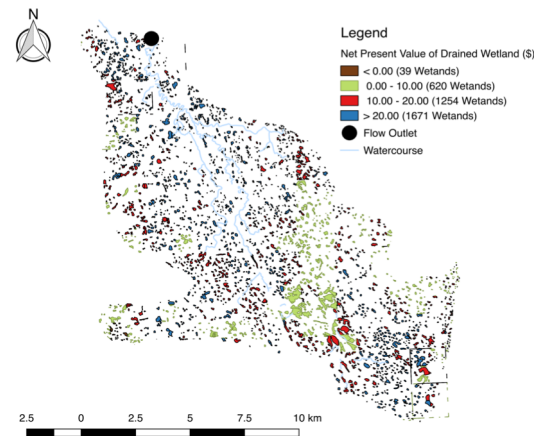 N
Legend
Net Present Value of Drained Wetland ($)
< 0.00 (39 Wetands)
0.00 - 10.00 (620 Wetands)
10.00 - 20.00 (1254 Wetands)
> 20.00 (1671 Wetands)
Flow Outlet
Watercourse
2.5 0 2.5 5 7.5 10 km